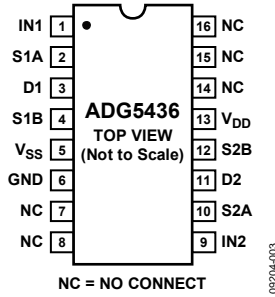 IN1 1 16 NC
S1A 2 15 NC
D1 3 14 NC
S1B 4 ADG5436 13 VDD
VSS 5 TOP VIEW 12 S2B
GND 6 (Not to Scale) 11 D2
NC 7 10 S2A
NC 8 9 IN2
NC = NO CONNECT
09204-003